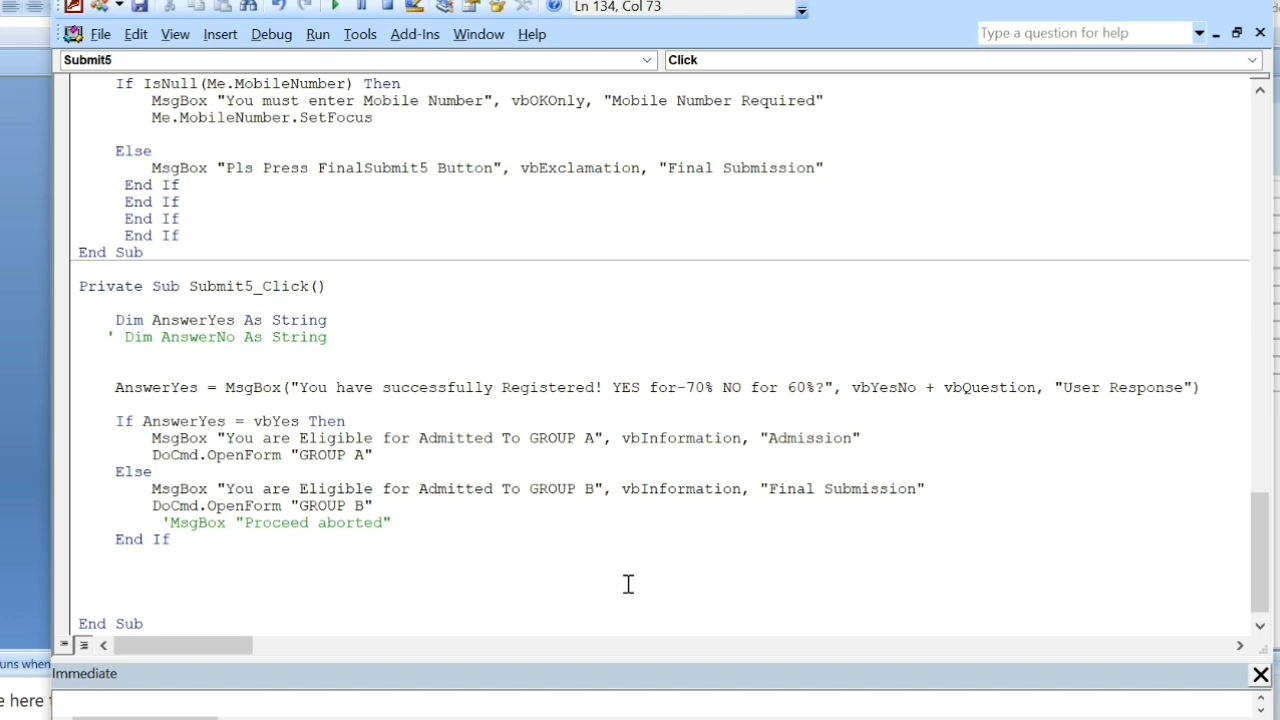 Ln 134, Col 73
File Edit View Insert Debug Run Tools Add-Ins Window Help
Type a question for help
Submit5
Click
If IsNull(Me.MobileNumber) Then
MsgBox "You must enter Mobile Number", vbOKOnly, "Mobile Number Required"
Me.MobileNumber.SetFocus
Else
MsgBox "Pls Press FinalSubmit5 Button", vbExclamation, "Final Submission"
End If
End If
End If
End If
End Sub
Private Sub Submit5_Click()
Dim AnswerYes As String
' Dim AnswerNo As String
AnswerYes = MsgBox("You have successfully Registered! YES for-70% NO for 60%?", vbYesNo + vbQuestion, "User Response")
If AnswerYes = vbYes Then
MsgBox "You are Eligible for Admitted To GROUP A", vbInformation, "Admission"
DoCmd.OpenForm "GROUP A"
Else
MsgBox "You are Eligible for Admitted To GROUP B", vbInformation, "Final Submission"
DoCmd.OpenForm "GROUP B"
'MsgBox "Proceed aborted"
End If
End Sub
uns when
Immediate
e here